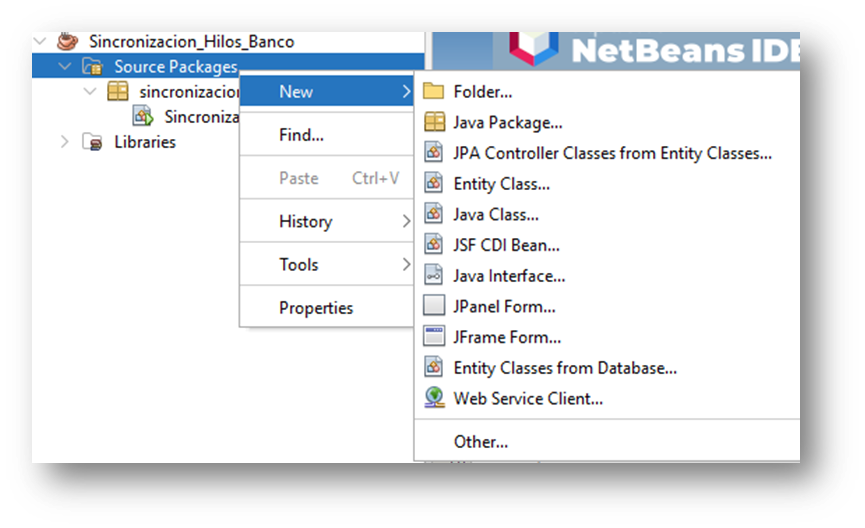 Sincronizacion_Hilos_Banco
NetBeans IDE
Source Packages
sincronizacion
Sincroniza
Libraries
New
Find...
Paste Ctrl+V
History
Tools
Properties
Folder...
Java Package...
JPA Controller Classes from Entity Classes...
Entity Class...
Java Class...
JSF CDI Bean...
Java Interface...
JPanel Form...
JFrame Form...
Entity Classes from Database...
Web Service Client...
Other...